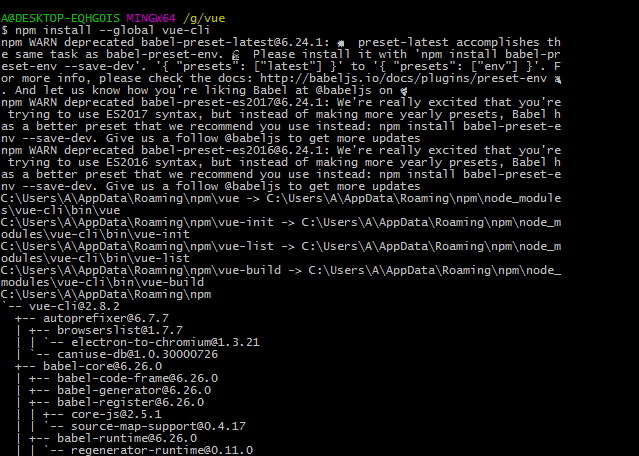 A@DESKTOP-EQHGOIS MINGW64 /g/vue
$ npm install --global vue-cli
npm WARN deprecated babel-preset-latest@6.24.1: preset-latest accomplishes th
e same task as babel-preset-env. Please install it with 'npm install babel-pr
eset-env --save-dev'. '{ "presets": ["latest"] }' to '{ "presets": ["env"] }'. F
or more info, please check the docs: http://babeljs.io/docs/plugins/preset-env
. And let us know how you're liking Babel at @babeljs on
npm WARN deprecated babel-preset-es2017@6.24.1: We're really excited that you're
 trying to use ES2017 syntax, but instead of making more yearly presets, Babel h
as a better preset that we recommend you use instead: npm install babel-preset-e
nv --save-dev. Give us a follow @babeljs to get more updates
npm WARN deprecated babel-preset-es2016@6.24.1: We're really excited that you're
 trying to use ES2016 syntax, but instead of making more yearly presets, Babel h
as a better preset that we recommend you use instead: npm install babel-preset-e
nv --save-dev. Give us a follow @babeljs to get more updates
C:\Users\A\AppData\Roaming\npm\vue -> C:\Users\A\AppData\Roaming\npm\node_module
s\vue-cli\bin\vue
C:\Users\A\AppData\Roaming\npm\vue-init -> C:\Users\A\AppData\Roaming\npm\node_m
odules\vue-cli\bin\vue-init
C:\Users\A\AppData\Roaming\npm\vue-list -> C:\Users\A\AppData\Roaming\npm\node_m
odules\vue-cli\bin\vue-list
C:\Users\A\AppData\Roaming\npm\vue-build -> C:\Users\A\AppData\Roaming\npm\node_
modules\vue-cli\bin\vue-build
C:\Users\A\AppData\Roaming\npm
`-- vue-cli@2.8.2
  +-- autoprefixer@6.7.7
  | +-- browserslist@1.7.7
  | | `-- electron-to-chromium@1.3.21
  | `-- caniuse-db@1.0.30000726
  +-- babel-core@6.26.0
  | +-- babel-code-frame@6.26.0
  | +-- babel-generator@6.26.0
  | +-- babel-register@6.26.0
  | | +-- core-js@2.5.1
  | | `-- source-map-support@0.4.17
  | +-- babel-runtime@6.26.0
  | | `-- regenerator-runtime@0.11.0